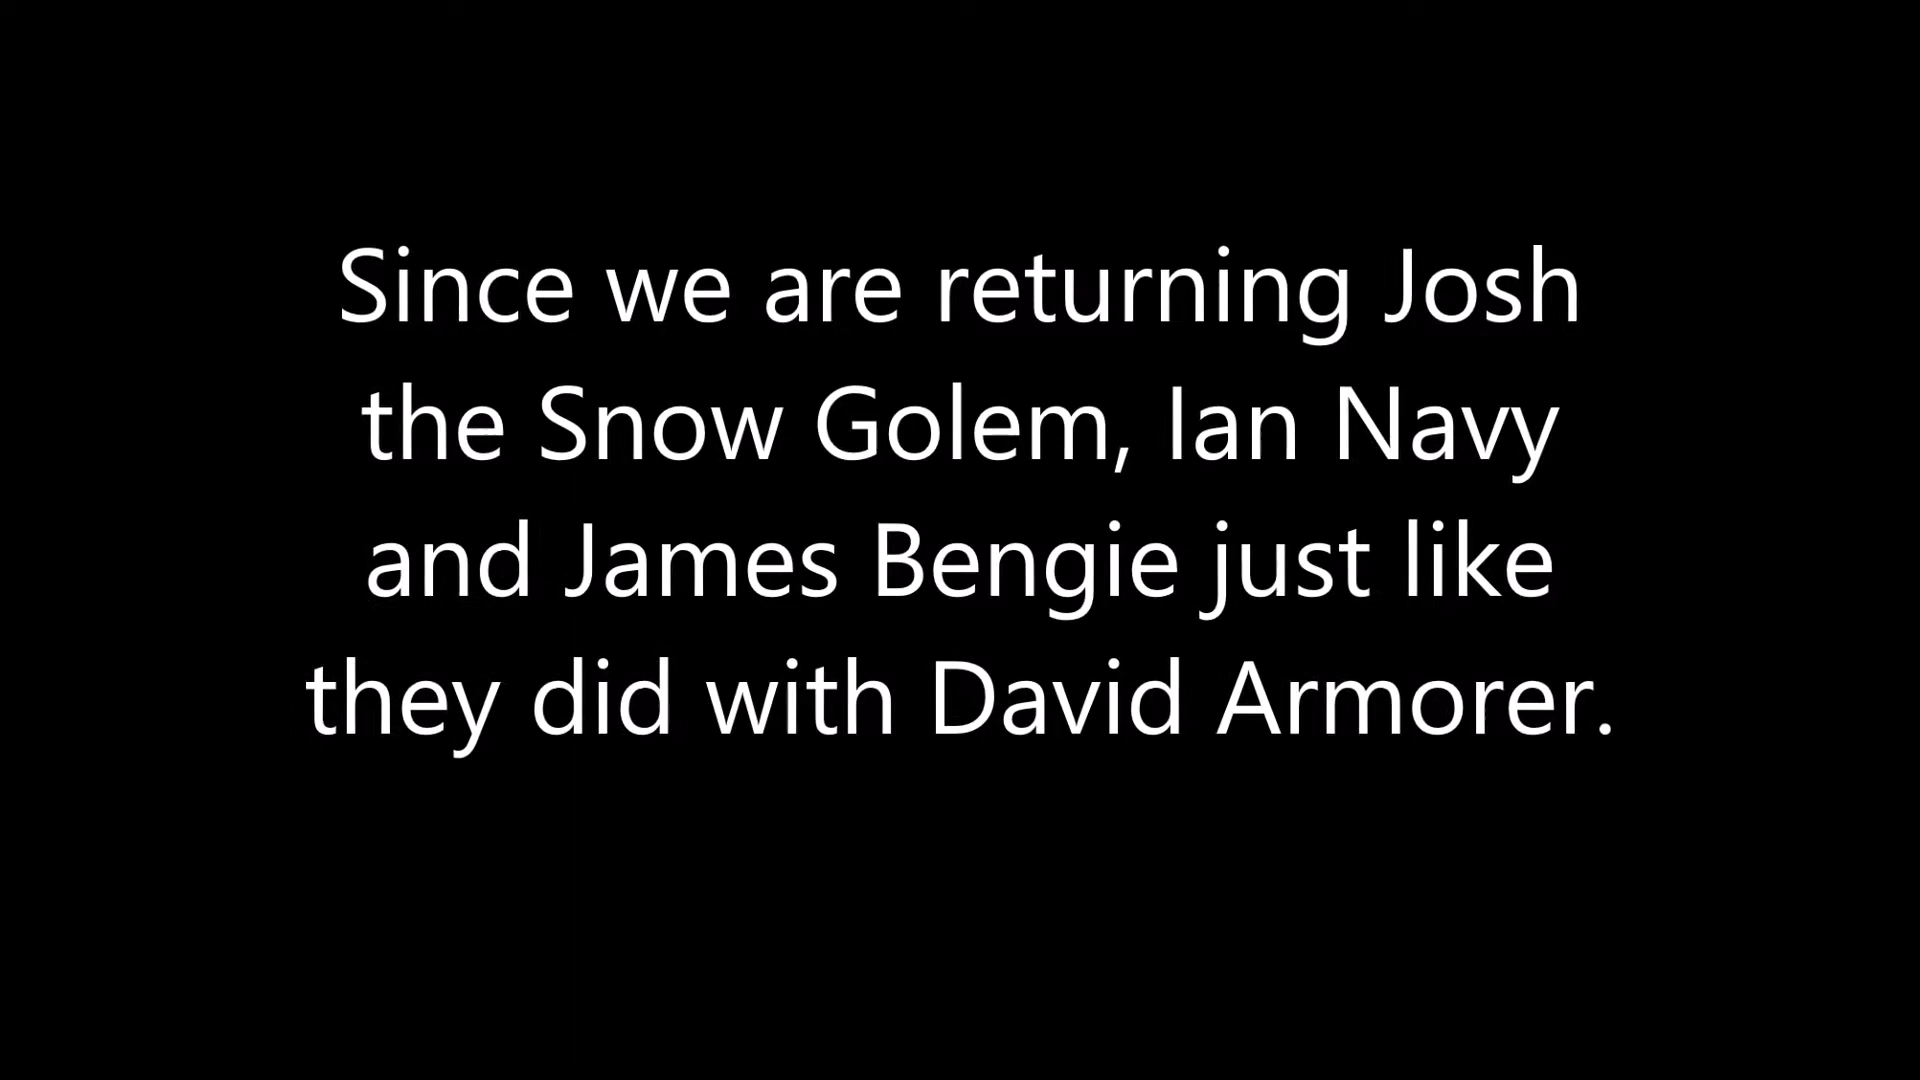 Since we are returning Josh
the Snow Golem, Ian Navy
and James Bengie just like
they did with David Armorer.